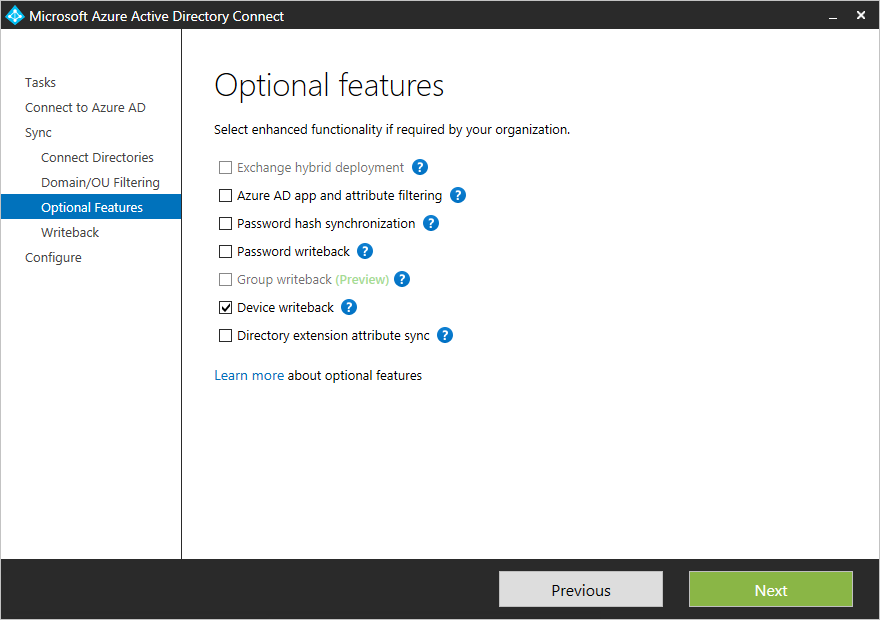 Microsoft Azure Active Directory Connect
Tasks
Connect to Azure AD
Sync
Connect Directories
Domain/OU Filtering
Optional Features
Writeback
Configure
Optional features
Select enhanced functionality if required by your organization.
Exchange hybrid deployment ?
Azure AD app and attribute filtering ?
Password hash synchronization ?
Password writeback ?
Group writeback (Preview) ?
Device writeback ?
Directory extension attribute sync ?
Learn more about optional features
Previous
Next